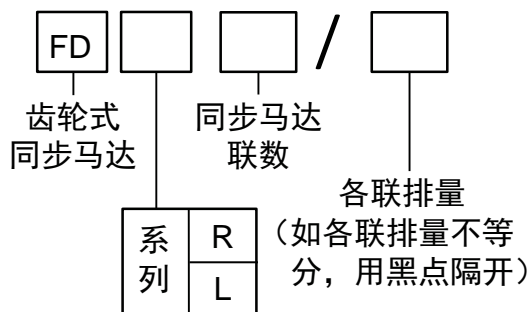 FD /
齿轮式
同步马达
同步马达
联数
各联排量
（如各联排量不等
分，用黑点隔开）
系列
R
L